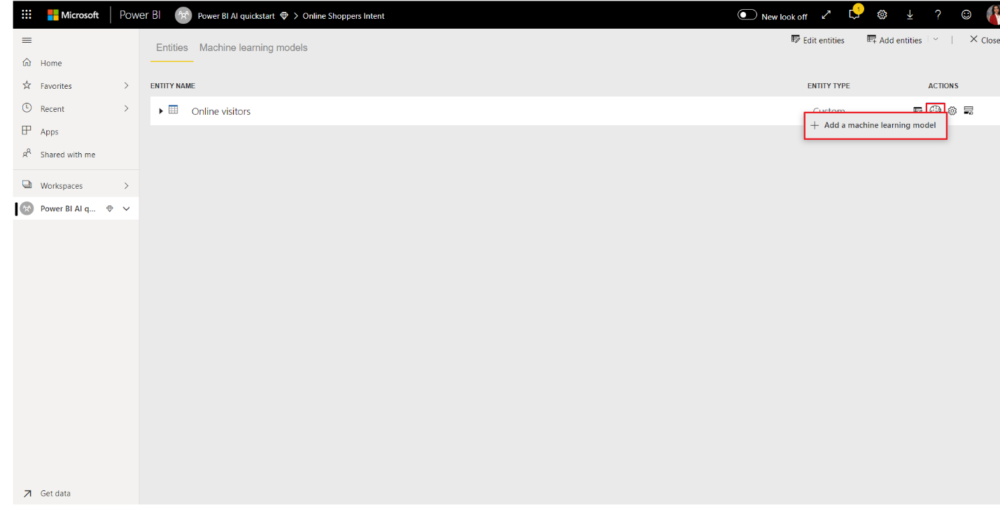 Microsoft Power BI Power BI AI quickstart > Online Shoppers Intent New look off 1 ?
Entities Machine learning models Edit entities Add entities Close
Home
Favorites
Recent
Apps
Shared with me
Workspaces
Power BI AI q...
Get data
ENTITY NAME ENTITY TYPE ACTIONS
Online visitors Custom
+ Add a machine learning model